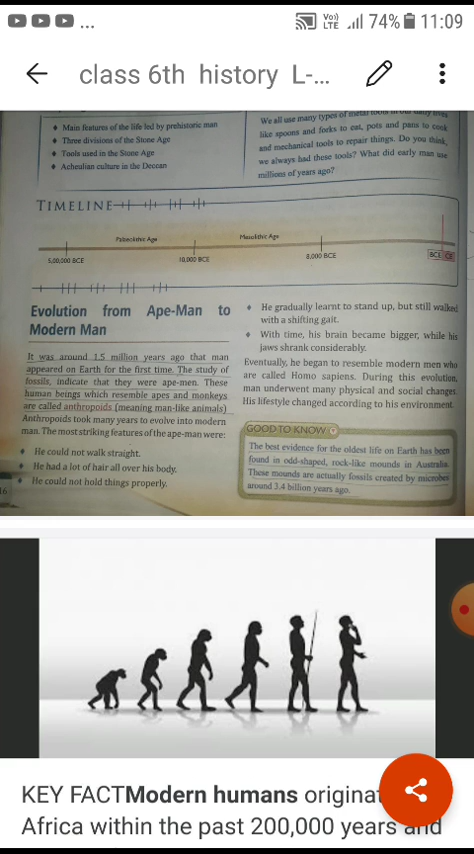 ... Vo)) LTE 74% 11:09
class 6th history L-...
Main features of the life led by prehistoric man
Three divisions of the Stone Age
Tools used in the Stone Age
Acheulian culture in the Deccan
We all use many types of metal tools in our daily lives
like spoons and forks to eat, pots and pans to cook
and mechanical tools to repair things. Do you think,
we always had these tools? What did early man use
millions of years ago?
TIMELINE
Palaeolithic Age
Mesolithic Age
5,00,000 BCE
10,000 BCE
8,000 BCE
BCE CE
Evolution from Ape-Man to
Modern Man
It was around 1.5 million years ago that man
appeared on Earth for the first time. The study of
fossils, indicate that they were ape-men. These
human beings which resemble apes and monkeys
are called anthropoids (meaning man-like animals)
Anthropoids took many years to evolve into modern
man. The most striking features of the ape-man were:
He could not walk straight.
He had a lot of hair all over his body.
He could not hold things properly.
16
He gradually learnt to stand up, but still walked
with a shifting gait.
With time, his brain became bigger, while his
jaws shrank considerably.
Eventually, he began to resemble modern men who
are called Homo sapiens. During this evolution,
man underwent many physical and social changes.
His lifestyle changed according to his environment.
GOOD TO KNOW
The best evidence for the oldest life on Earth has been
found in odd-shaped, rock-like mounds in Australia.
These mounds are actually fossils created by microbes
around 3.4 billion years ago.
KEY FACTModern humans origina
Africa within the past 200,000 years and